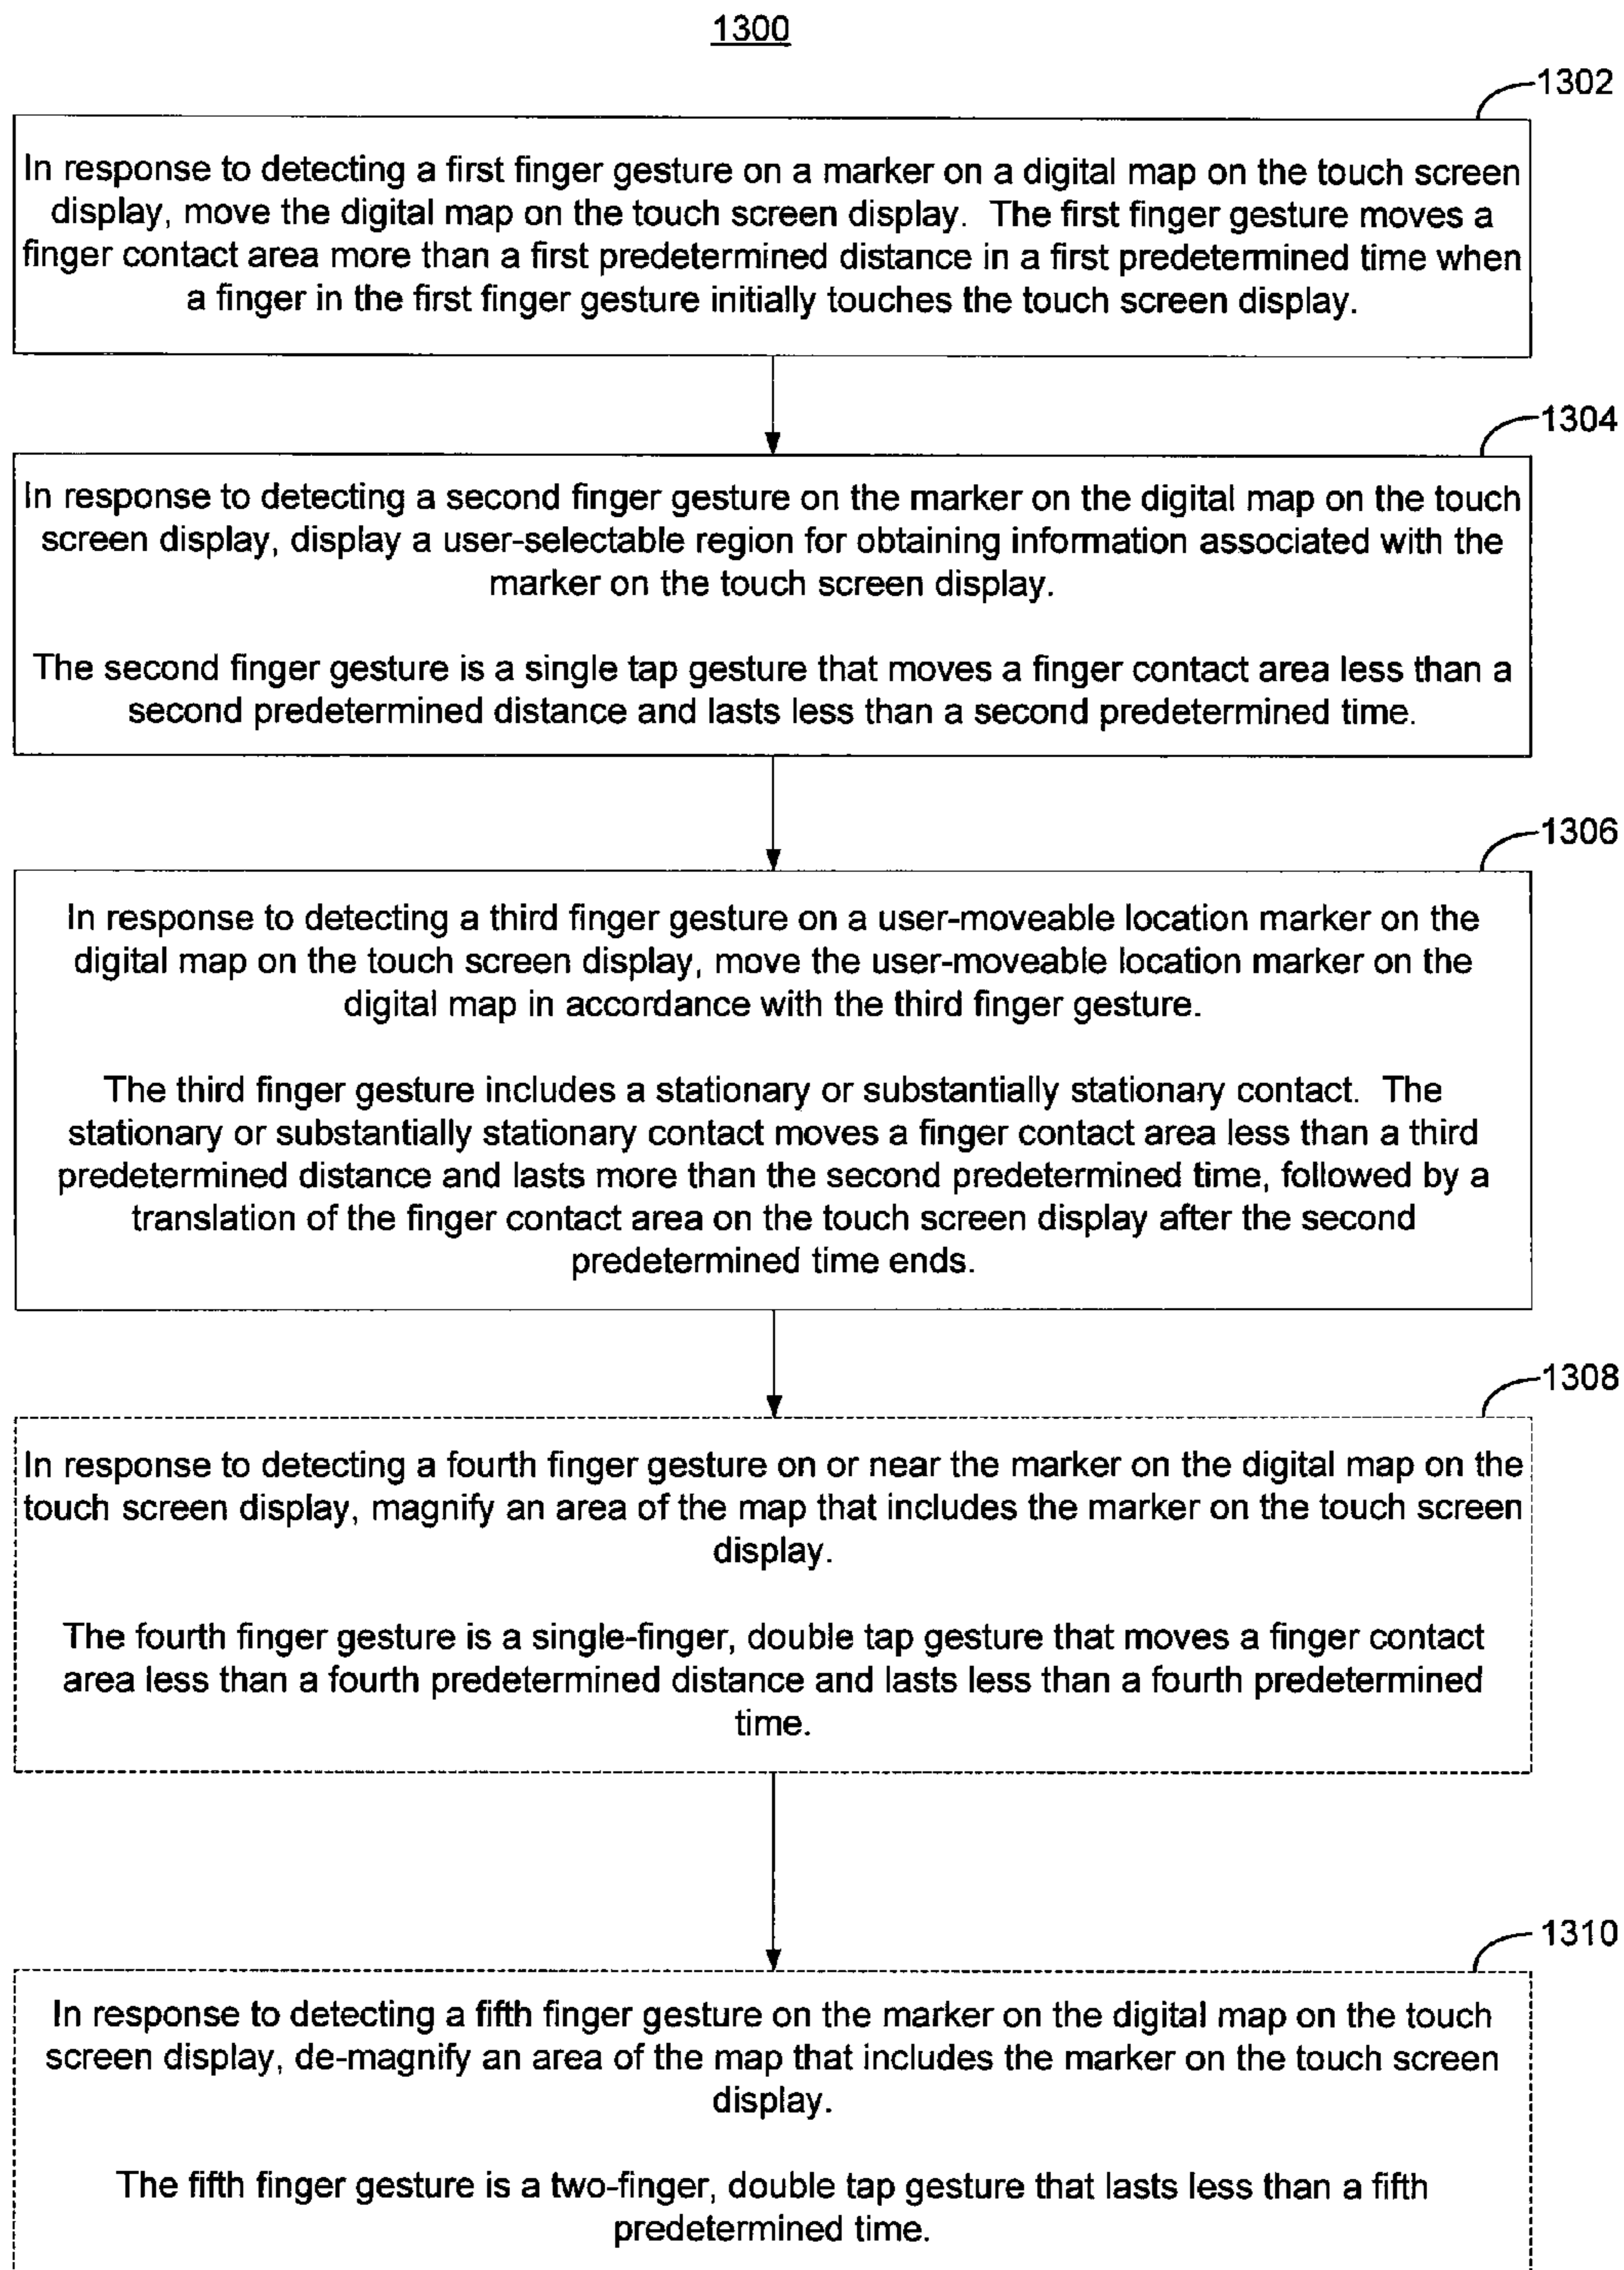 1300
1302
In response to detecting a first finger gesture on a marker on a digital map on the touch screen
display, move the digital map on the touch screen display. The first finger gesture moves a
finger contact area more than a first predetermined distance in a first predetermined time when
a finger in the first finger gesture initially touches the touch screen display.
1304
In response to detecting a second finger gesture on the marker on the digital map on the touch
screen display, display a user-selectable region for obtaining information associated with the
marker on the touch screen display.
The second finger gesture is a single tap gesture that moves a finger contact area less than a
second predetermined distance and lasts less than a second predetermined time.
1306
In response to detecting a third finger gesture on a user-moveable location marker on the
digital map on the touch screen display, move the user-moveable location marker on the
digital map in accordance with the third finger gesture.
The third finger gesture includes a stationary or substantially stationary contact. The
stationary or substantially stationary contact moves a finger contact area less than a third
predetermined distance and lasts more than the second predetermined time, followed by a
translation of the finger contact area on the touch screen display after the second
predetermined time ends.
1308
In response to detecting a fourth finger gesture on or near the marker on the digital map on the
touch screen display, magnify an area of the map that includes the marker on the touch screen
display.
The fourth finger gesture is a single-finger, double tap gesture that moves a finger contact
area less than a fourth predetermined distance and lasts less than a fourth predetermined
time.
1310
In response to detecting a fifth finger gesture on the marker on the digital map on the touch
screen display, de-magnify an area of the map that includes the marker on the touch screen
display.
The fifth finger gesture is a two-finger, double tap gesture that lasts less than a fifth
predetermined time.